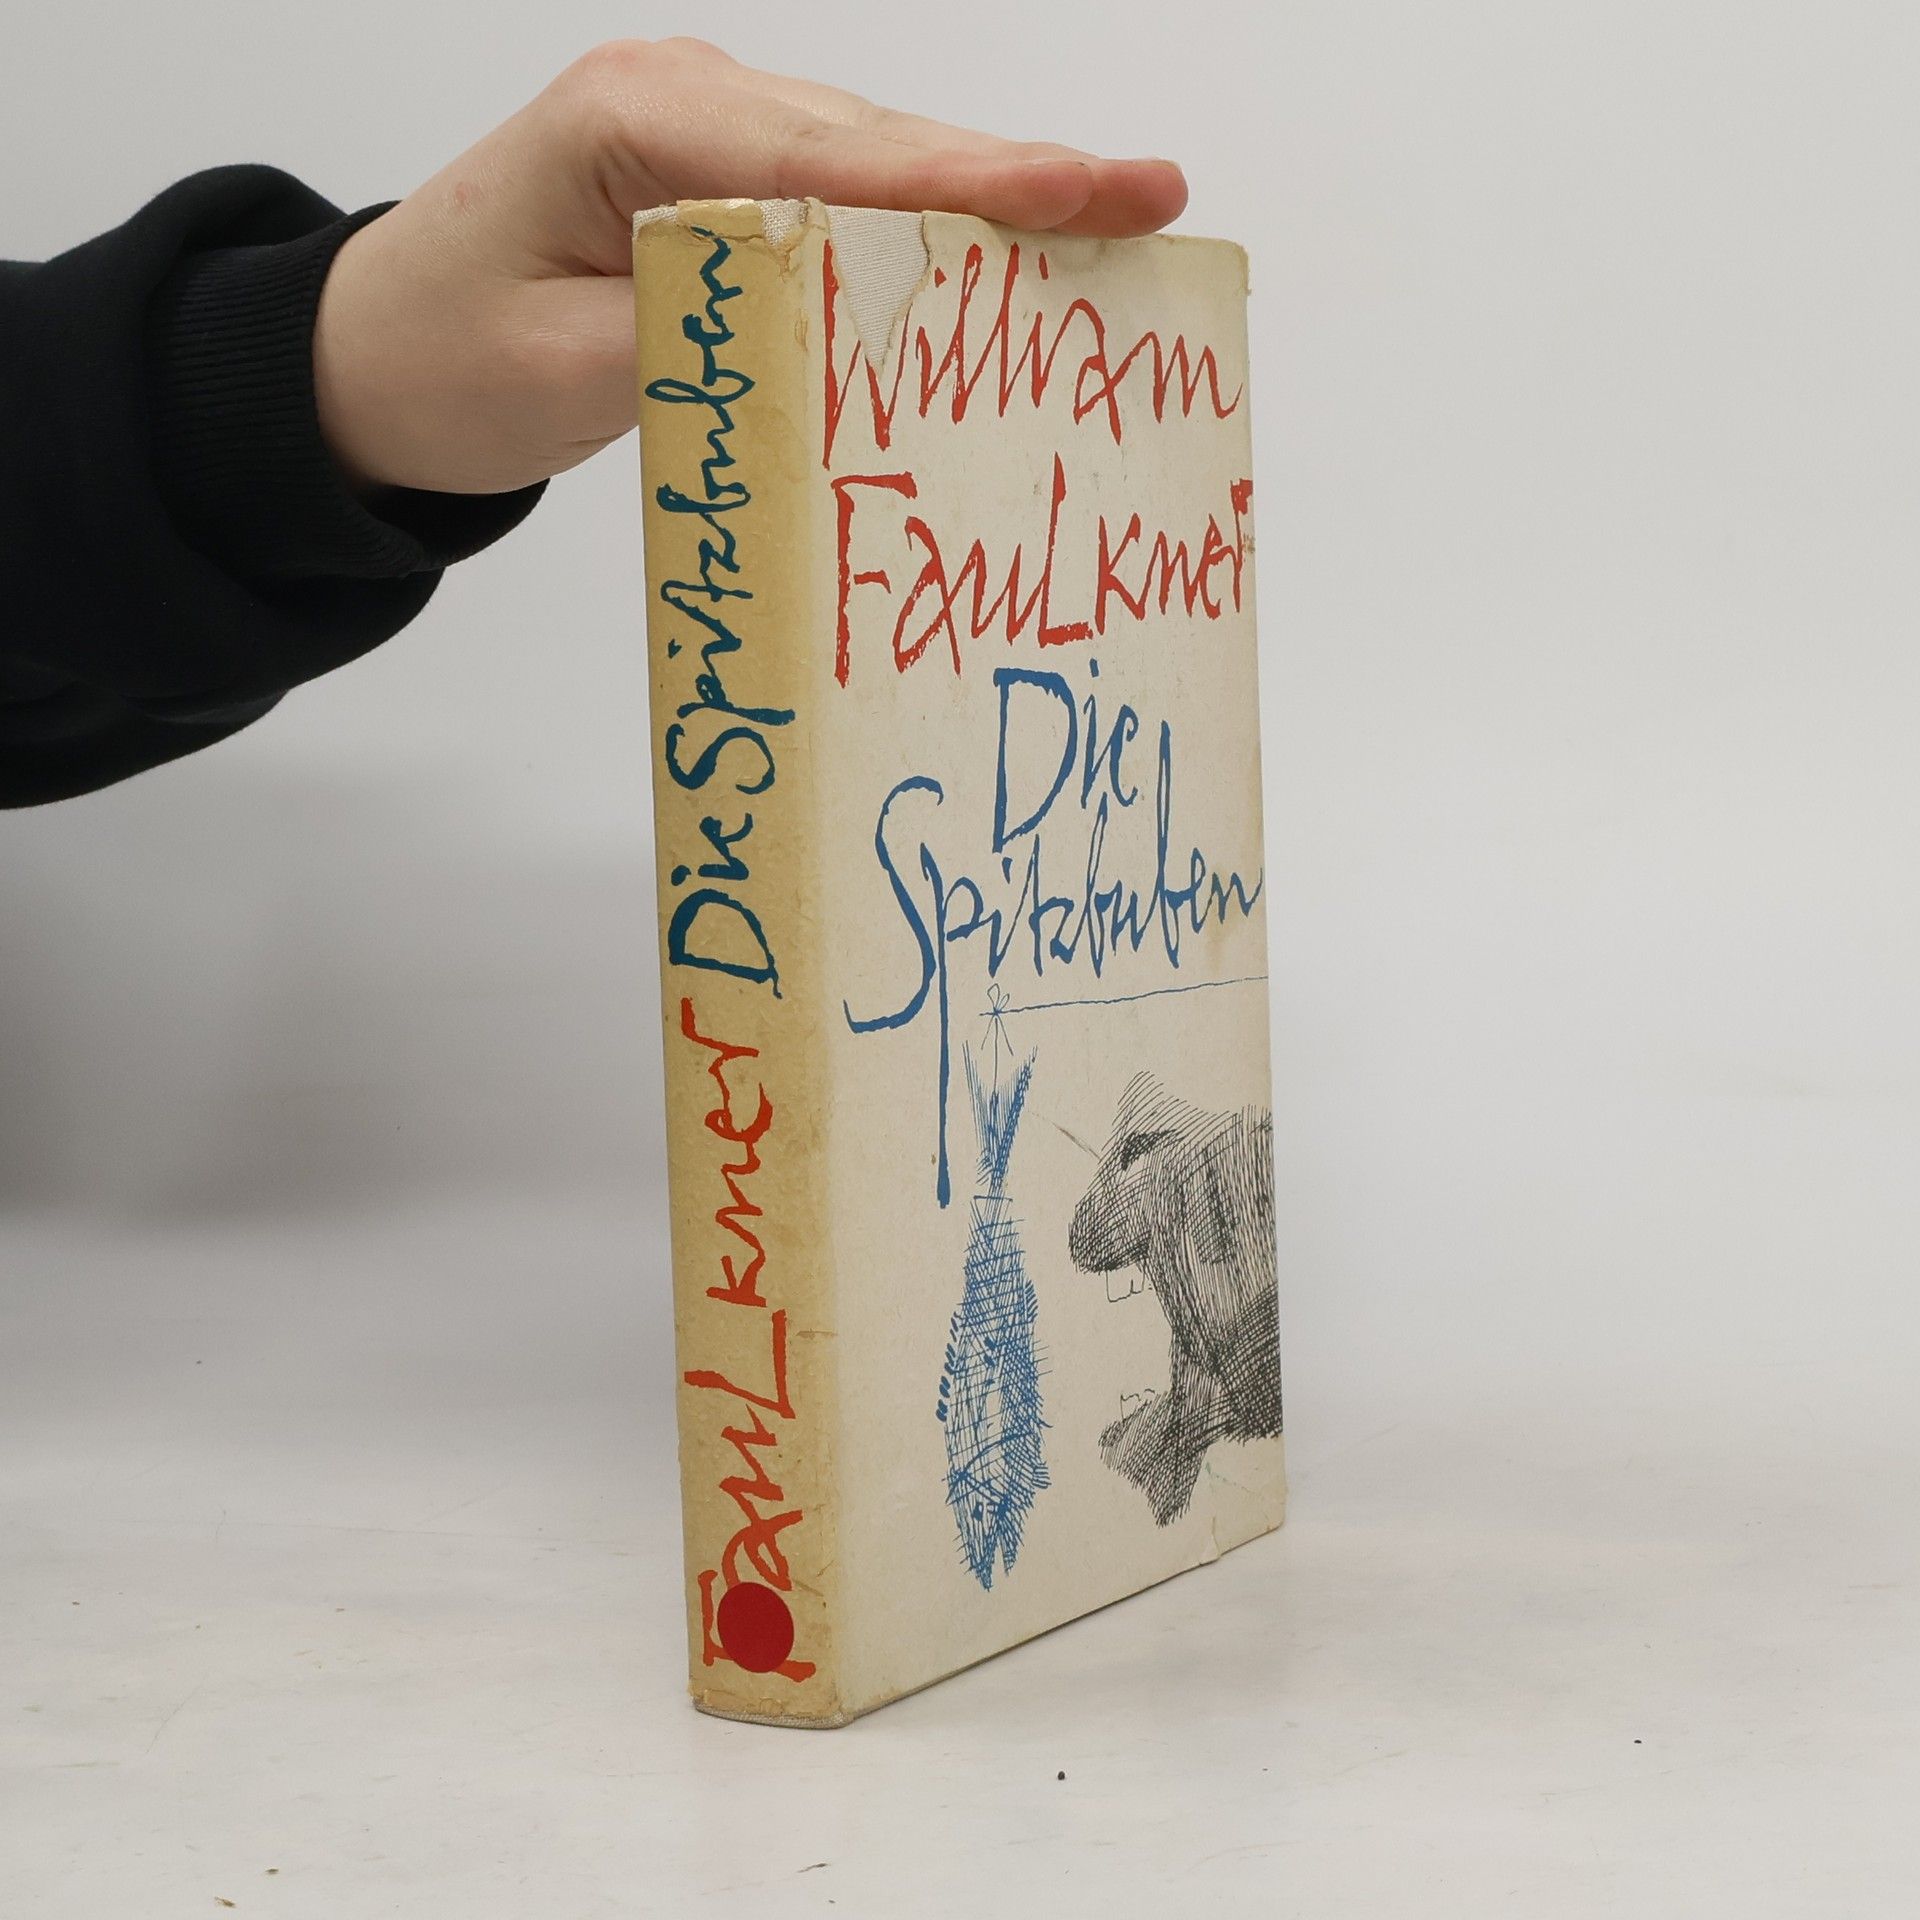 Faulkner Die Spitzbuben
William
Faulkner
Die
Spitzbuben